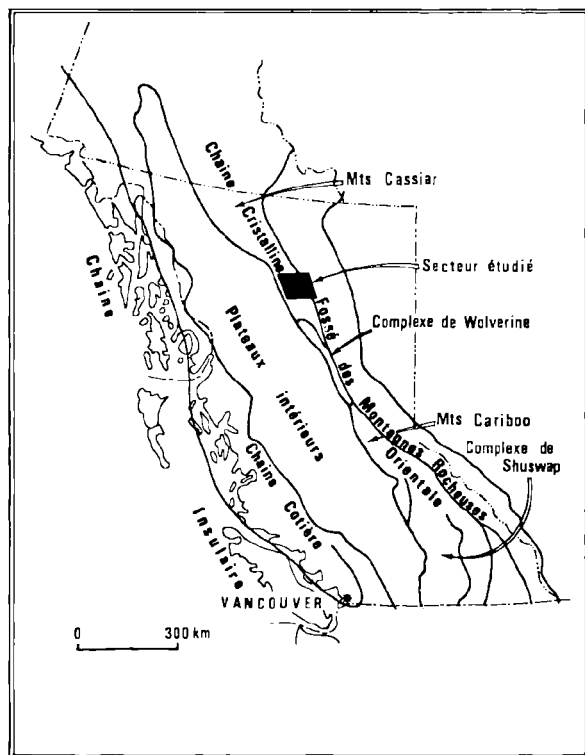 Chaîne Cristalline Orientale
Mts Cassiar
Secteur étudié
Fossé des Montagnes Rocheuses
Complexe de Wolverine
Mts Cariboo
Complexe de
Shuswap
Chaîne Insulaire
Plateaux intérieurs
Chaîne Cotière
VANCOUVER
0 300 km